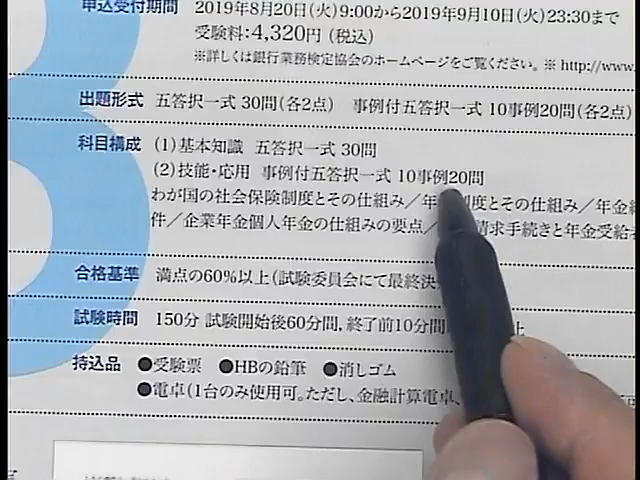 申込受付期間 2019年8月20日(火)9:00から2019年9月10日(火)23:30まで
受験料:4,320円 (税込)
※詳しくは銀行業務検定協会のホームページをご覧ください。 ※ http://www.
出題形式 五答択一式 30問(各2点) 事例付五答択一式 10事例20問(各2点)
科目構成 (1)基本知識 五答択一式 30問
(2)技能・応用 事例付五答択一式 10事例20問
わが国の社会保険制度とその仕組み/年 制度とその仕組み/年金
件/企業年金個人年金の仕組みの要点/ 請求手続きと年金受給
合格基準 満点の60%以上(試験委員会にて最終決
試験時間 150分 試験開始後60分間,終了前10分間 上
持込品 ●受験票 ●HBの鉛筆 ●消しゴム
●電卓(1台のみ使用可。ただし、金融計算電卓、